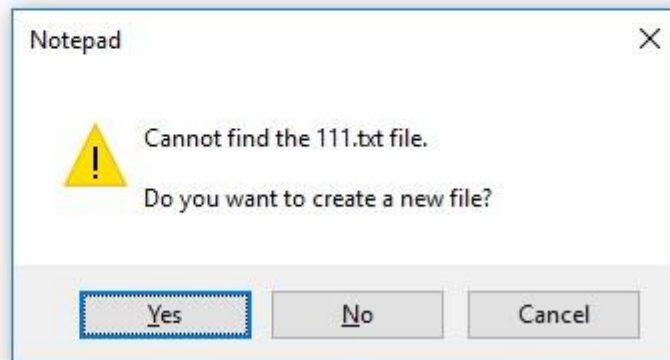 Notepad
Cannot find the 111.txt file.
Do you want to create a new file?
Yes No Cancel